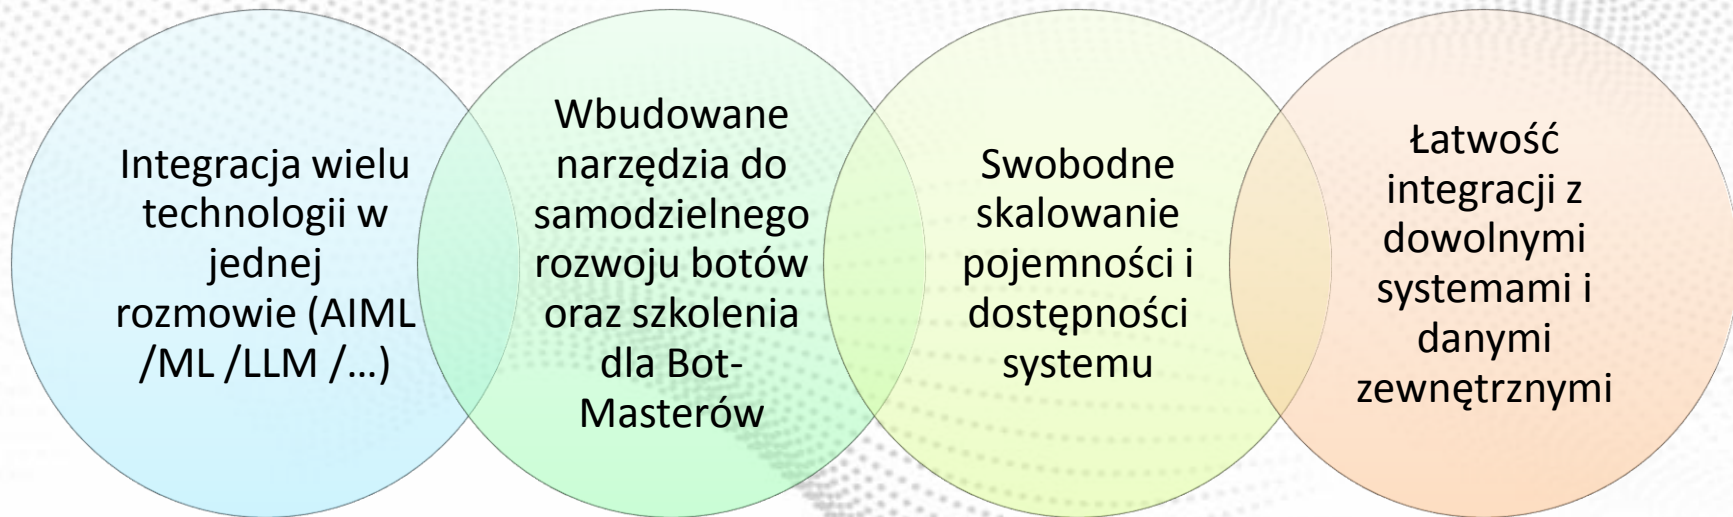 Integracja wielu
technologii w
jednej
rozmowie (AIML
/ML /LLM /...)
Wbudowane
narzędzia do
samodzielnego
rozwoju botów
oraz szkolenia
dla Bot-
Masterów
Swobodne
skalowanie
pojemności i
dostępności
systemu
Łatwość
integracji z
dowolnymi
systemami i
danymi
zewnętrznymi